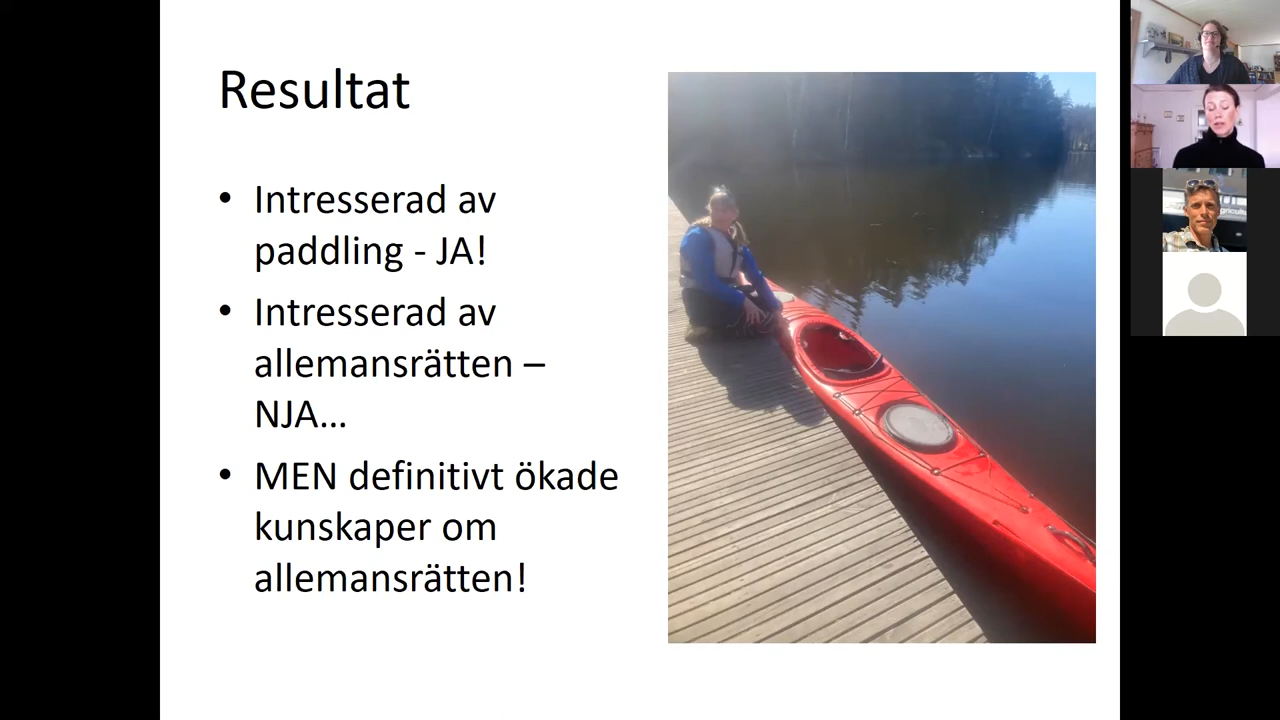 Resultat
• Intresserad av
paddling - JA!
• Intresserad av
allemansrätten –
NJA…
• MEN definitivt ökade
kunskaper om
allemansrätten!